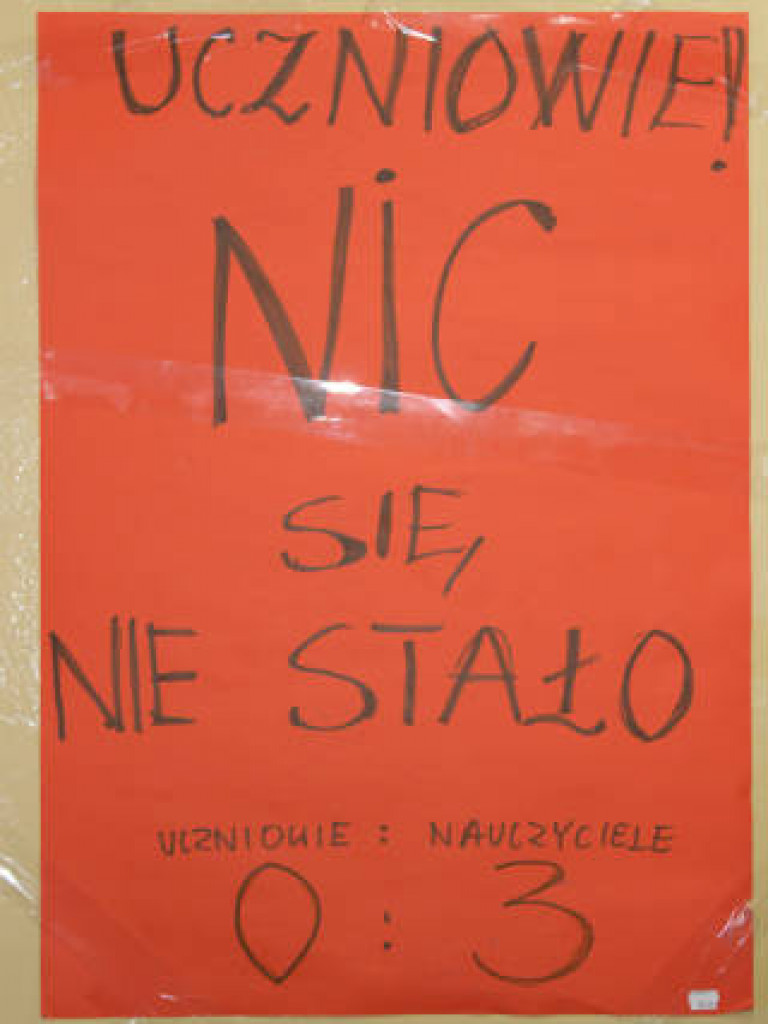 UCZNIOWIE!
NiC
SIĘ
NIE STAŁO
UCZNIOWIE : NAUCZYCIELE
0 : 3